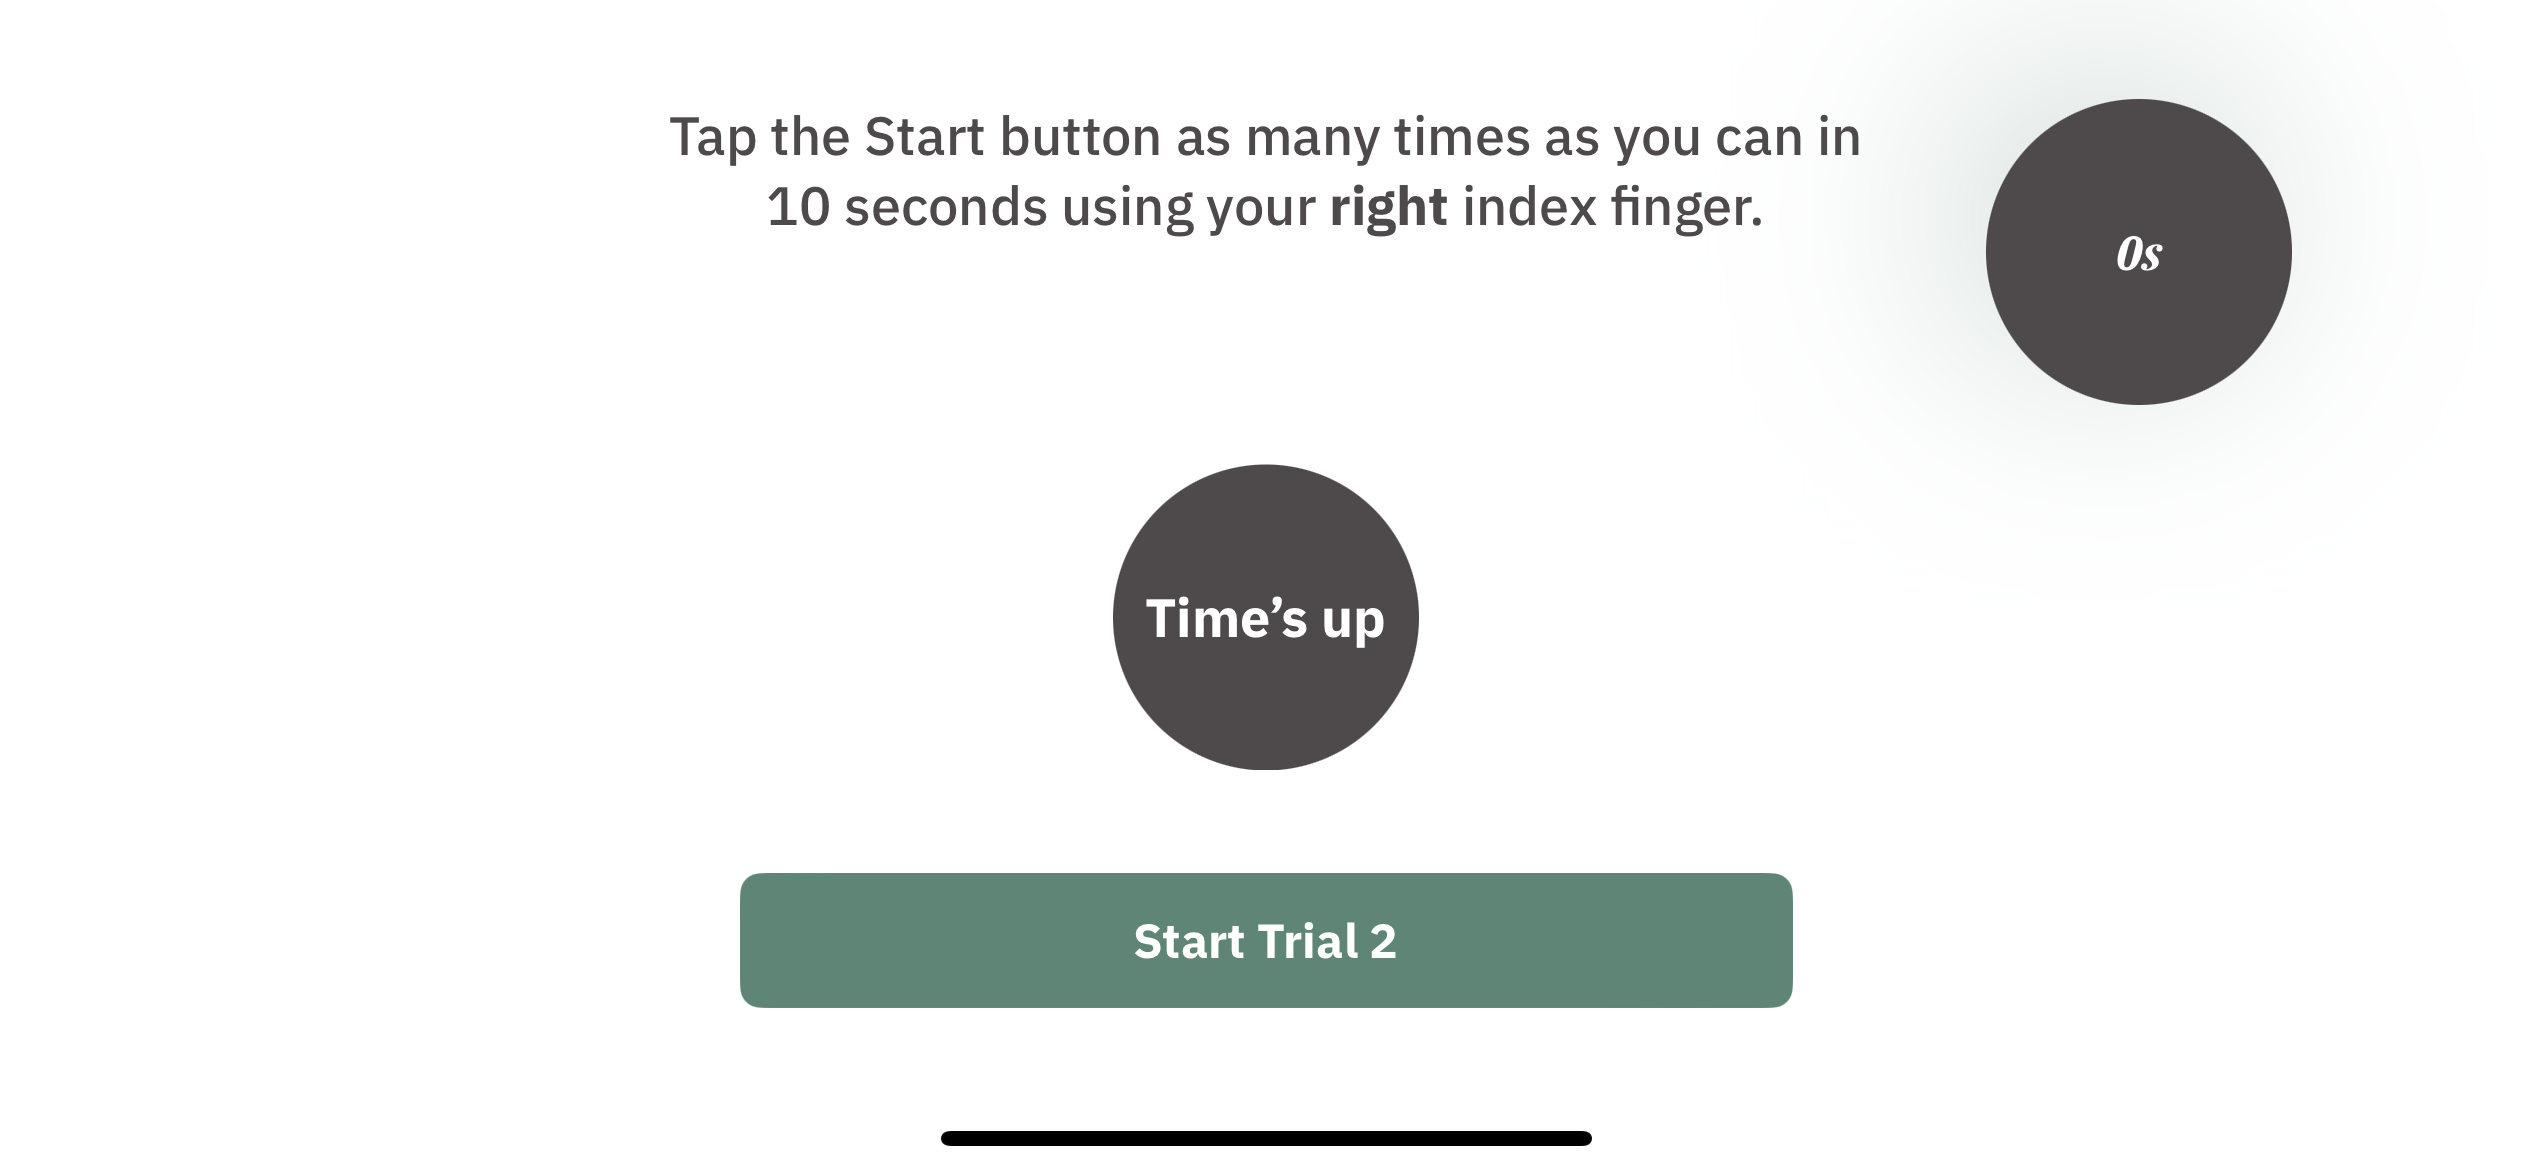 Tap the Start button as many times as you can in
10 seconds using your right index finger.
0s
Time’s up
Start Trial 2